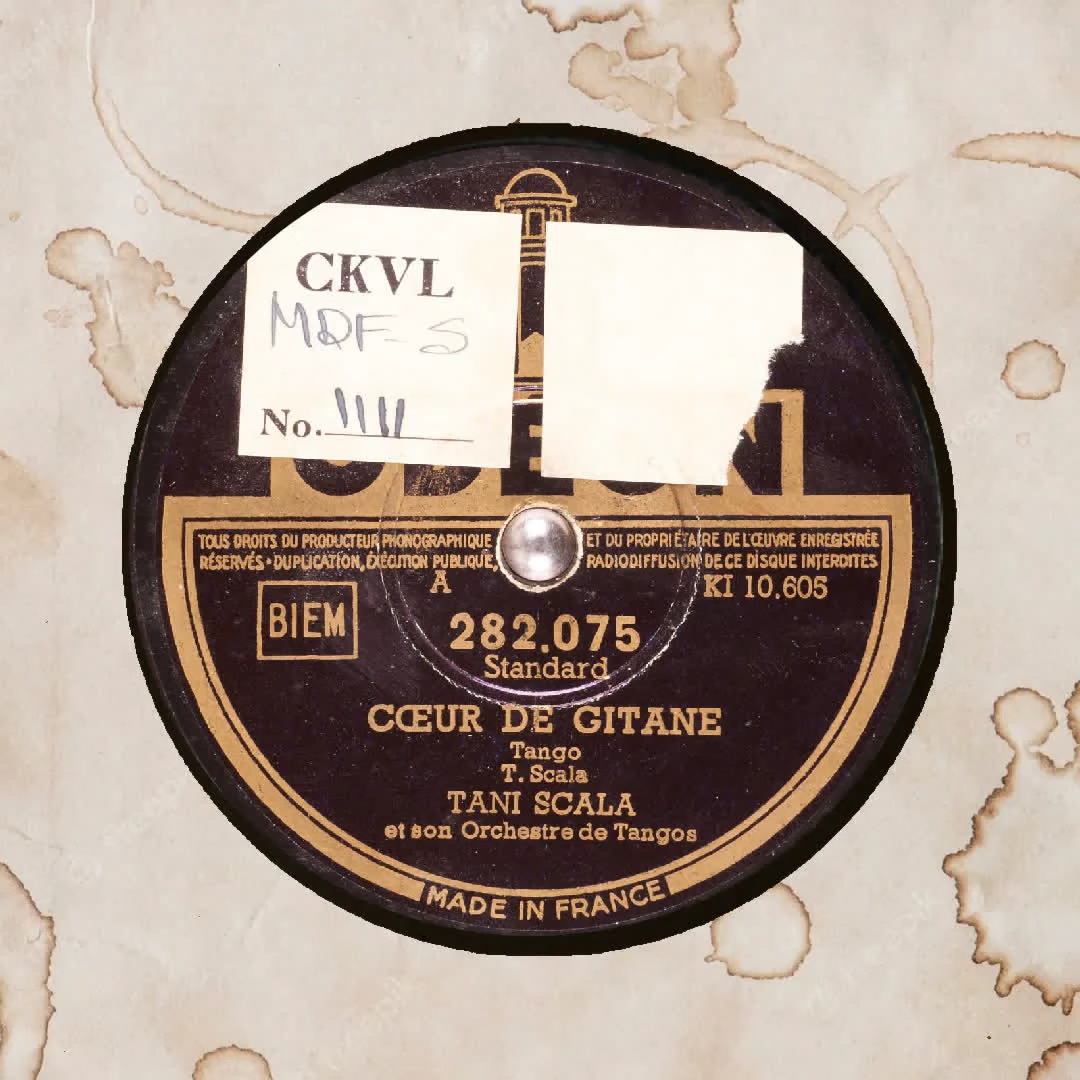 CKVL
MDF-S
No. 1111
ODEON
TOUS DROITS DU PRODUCTEUR PHONOGRAPHIQUE ET DU PROPRIÉTAIRE DE L'ŒUVRE ENREGISTRÉE
RÉSERVÉS • DUPLICATION, EXÉCUTION PUBLIQUE, RADIODIFFUSION DE CE DISQUE INTERDITES
A
KI 10.605
BIEM
282.075
Standard
CŒUR DE GITANE
Tango
T. Scala
TANI SCALA
et son Orchestre de Tangos
MADE IN FRANCE